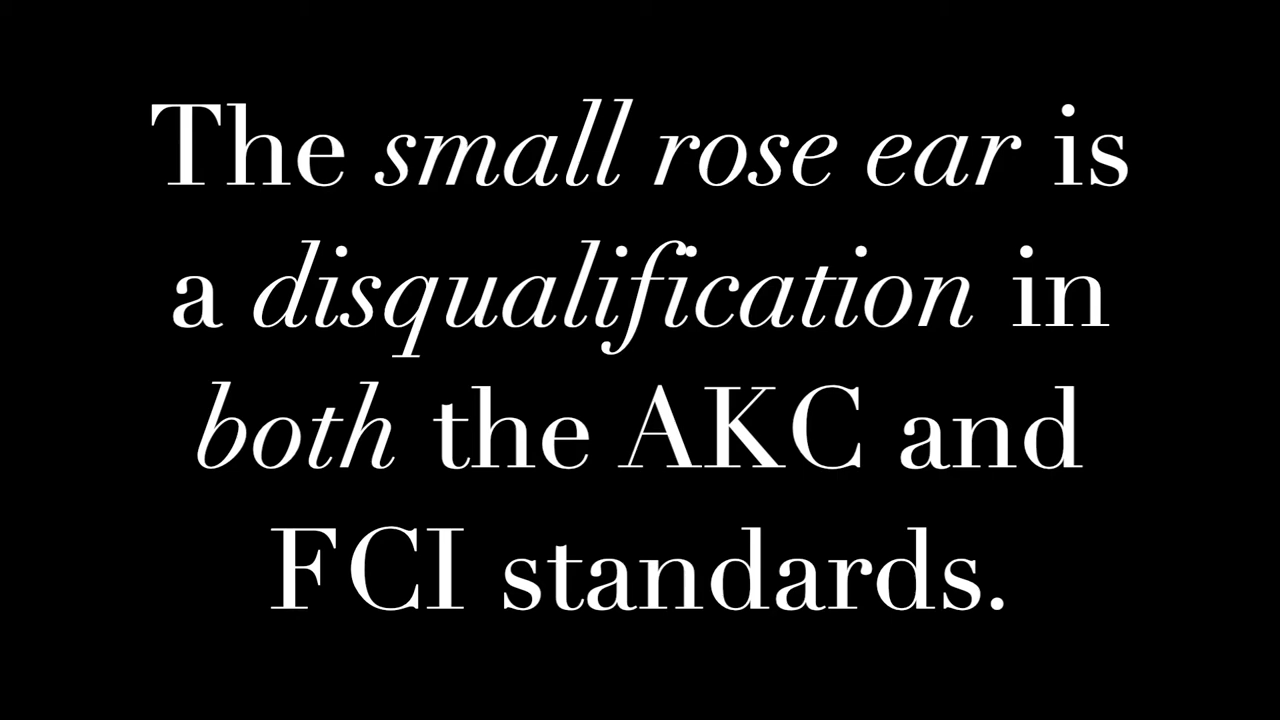 The small rose ear is
a disqualification in
both the AKC and
FCI standards.